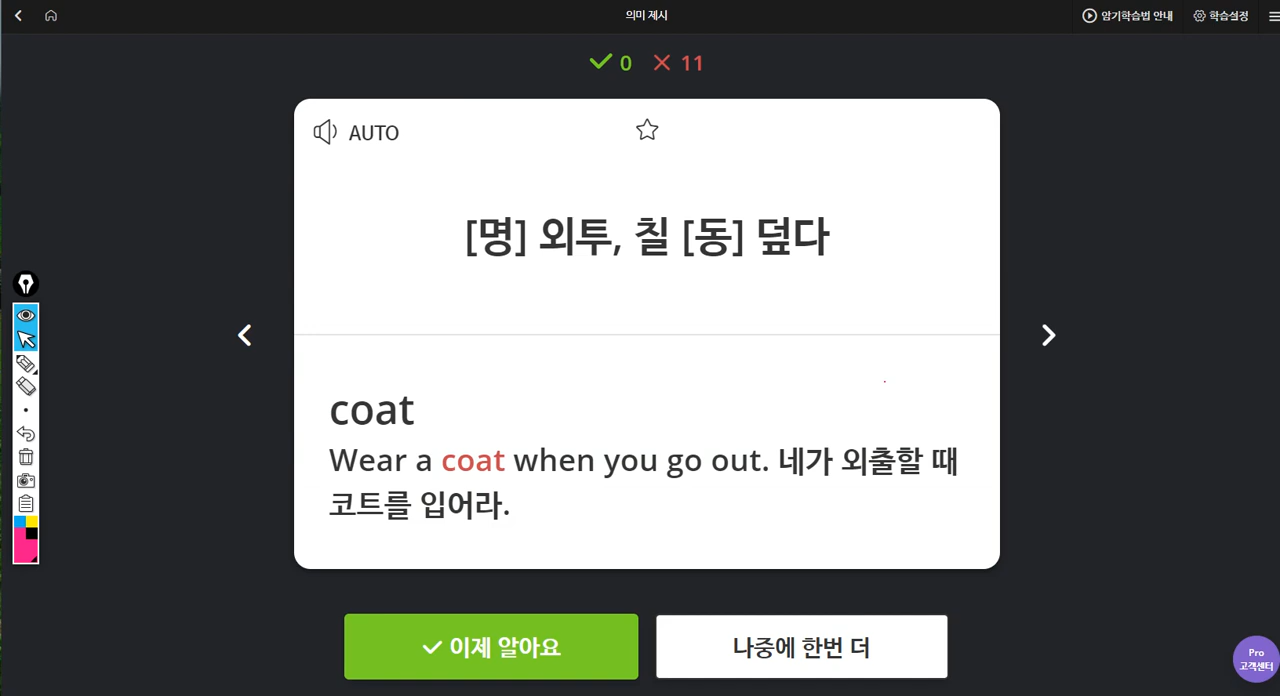 의미 제시
암기학습법 안내
학습설정
0
11
AUTO
[명] 외투, 칠 [동] 덮다
coat
Wear a coat when you go out. 네가 외출할 때
코트를 입어라.
이제 알아요
나중에 한번 더
Pro
고객센터